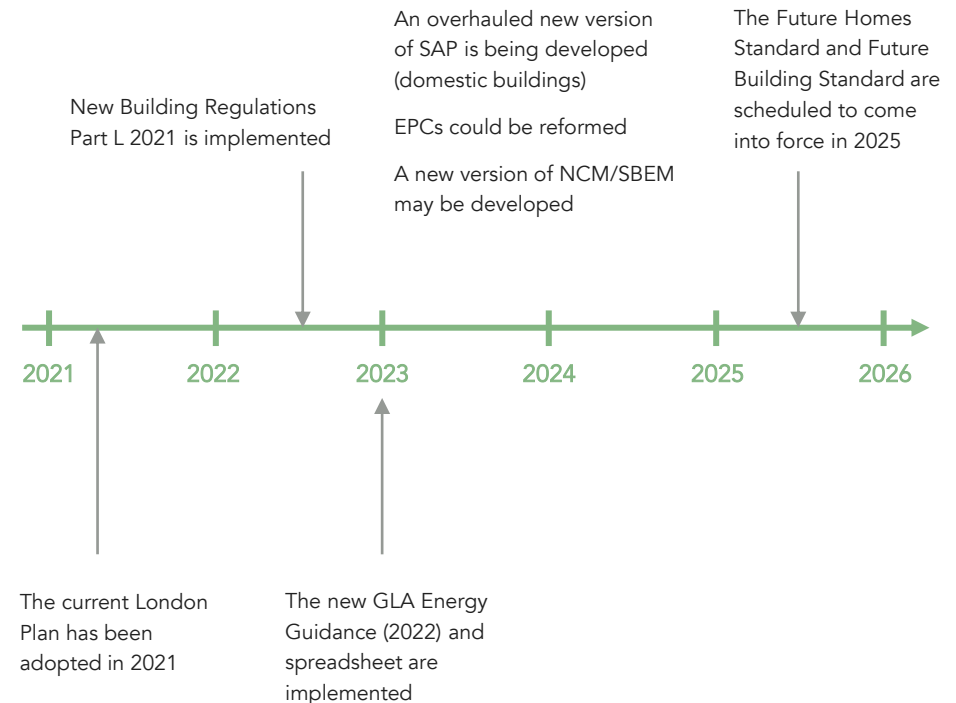 An overhauled new version
of SAP is being developed
(domestic buildings)
EPCs could be reformed
A new version of NCM/SBEM
may be developed
The Future Homes
Standard and Future
Building Standard are
scheduled to come
into force in 2025
New Building Regulations
Part L 2021 is implemented
2021
2022
2023
2024
2025
2026
The current London
Plan has been
adopted in 2021
The new GLA Energy
Guidance (2022) and
spreadsheet are
implemented